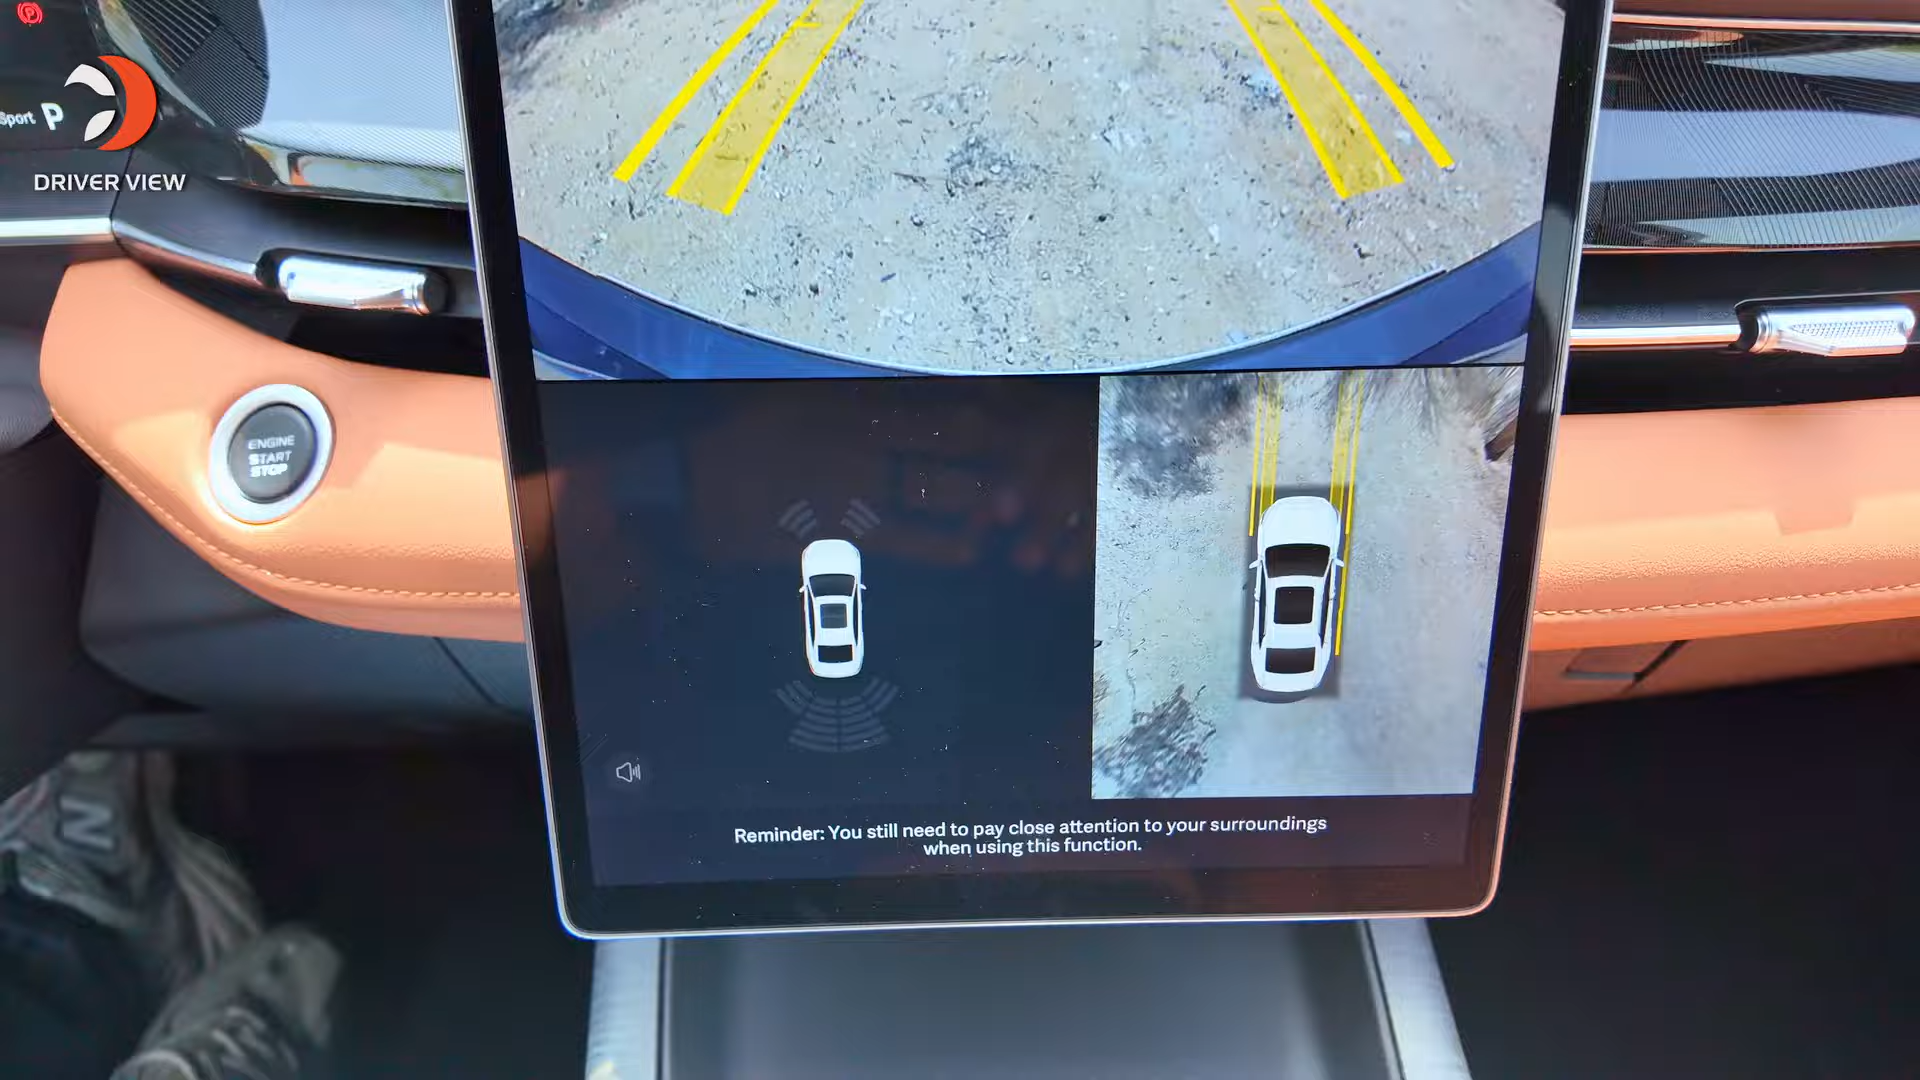 P
Sport P
DRIVER VIEW
ENGINE
START
STOP
N
Reminder: You still need to pay close attention to your surroundings
when using this function.